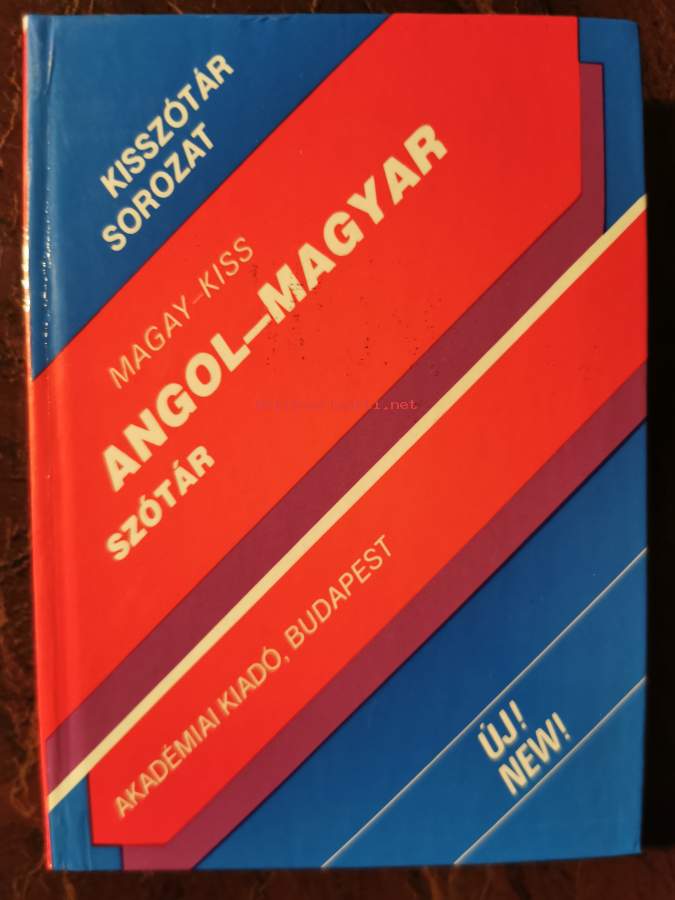 KISSZÓTÁR
SOROZAT
MAGAY–KISS
ANGOL–MAGYAR
SZÓTÁR
AKADÉMIAI KIADÓ, BUDAPEST
ÚJ!
NEW!